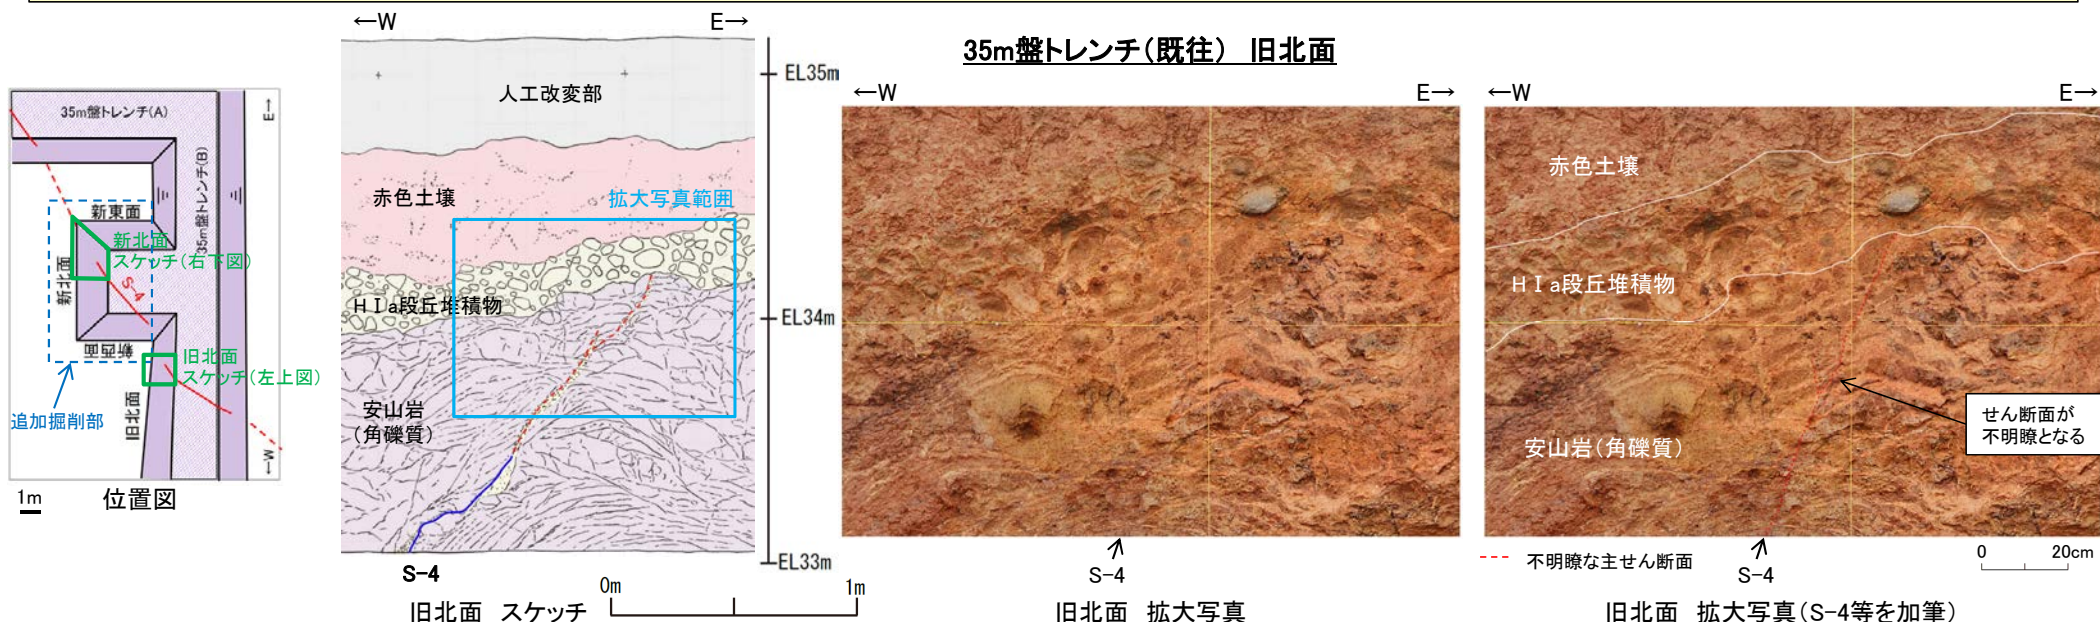 35m盤トレンチ(既往) 旧北面
35m盤トレンチ(A)
E→
35m盤トレンチ(B)
新東面
新北面
スケッチ(右下図)
新北面
S-4
新西面
旧北面
スケッチ(左上図)
追加掘削部
旧北面
←W
1m
位置図
←W
E→
人工改変部
赤色土壌
拡大写真範囲
HⅠa段丘堆積物
安山岩
(角礫質)
EL35m
EL34m
EL33m
S-4
0m
1m
旧北面 スケッチ
←W
E→
S-4
旧北面 拡大写真
←W
E→
赤色土壌
HⅠa段丘堆積物
安山岩(角礫質)
せん断面が
不明瞭となる
不明瞭な主せん断面
S-4
0
20cm
旧北面 拡大写真(S-4等を加筆)